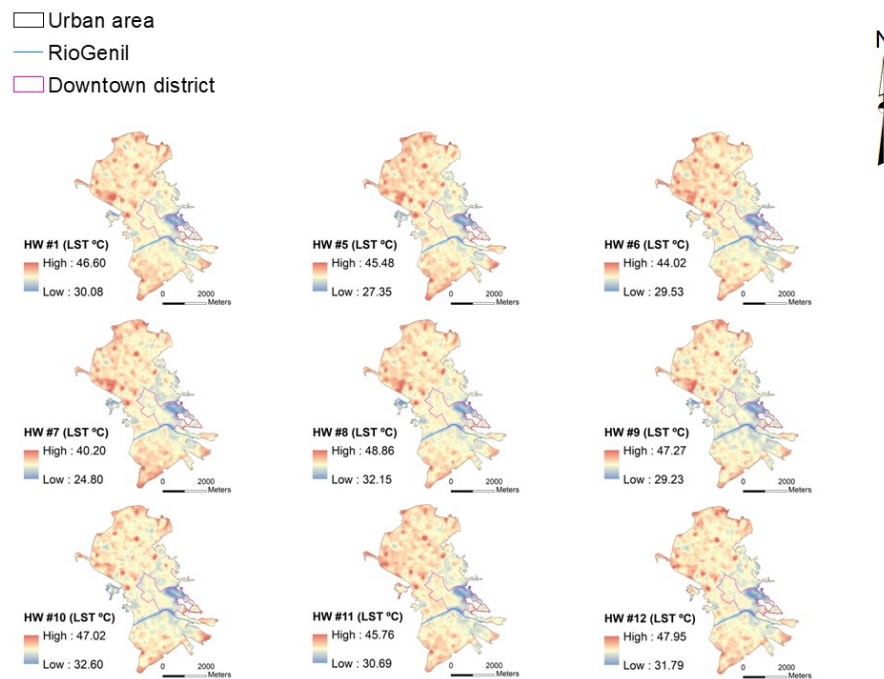 Urban area
RioGenil
Downtown district
N
HW #1 (LST ºC)
High : 46.60
Low : 30.08
0 2000
Meters
HW #5 (LST ºC)
High : 45.48
Low : 27.35
0 2000
Meters
HW #6 (LST ºC)
High : 44.02
Low : 29.53
0 2000
Meters
HW #7 (LST ºC)
High : 40.20
Low : 24.80
0 2000
Meters
HW #8 (LST ºC)
High : 48.86
Low : 32.15
0 2000
Meters
HW #9 (LST ºC)
High : 47.27
Low : 29.23
0 2000
Meters
HW #10 (LST ºC)
High : 47.02
Low : 32.60
0 2000
Meters
HW #11 (LST ºC)
High : 45.76
Low : 30.69
0 2000
Meters
HW #12 (LST ºC)
High : 47.95
Low : 31.79
0 2000
Meters